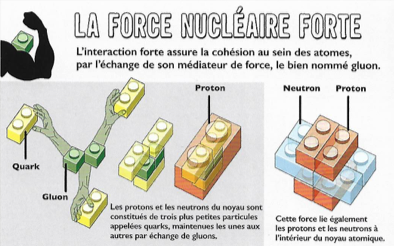 LA FORCE NUCLÉAIRE FORTE
L'interaction forte assure la cohésion au sein des atomes,
par l'échange de son médiateur de force, le bien nommé gluon.
Quark
Gluon
Proton
Les protons et les neutrons du noyau sont
constitués de trois plus petites particules
appelées quarks, maintenues les unes aux
autres par échange de gluons.
Neutron Proton
Cette force lie également
les protons et les neutrons à
l'intérieur du noyau atomique.